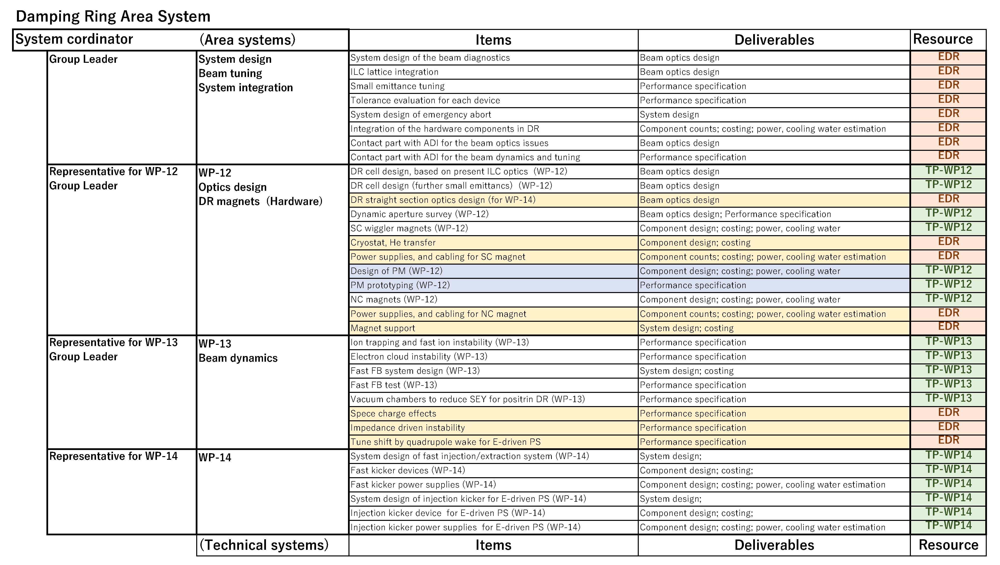 Damping Ring Area System
System cordinator (Area systems) Items Deliverables Resource
Group Leader System design System design of the beam diagnostics Beam optics design EDR
Beam tuning ILC lattice integration Beam optics design EDR
System integration Small emittance tuning Performance specification EDR
Tolerance evaluation for each device Performance specification EDR
System design of emergency abort System design EDR
Integration of the hardware components in DR Component counts; costing; power, cooling water estimation EDR
Contact part with ADI for the beam optics issues Beam optics design EDR
Contact part with ADI for the beam dynamics and tuning Performance specification EDR
Representative for WP-12 WP-12 DR cell design, based on present ILC optics (WP-12) Beam optics design TP-WP12
Group Leader Optics design DR cell design (further small emittancs) (WP-12) Beam optics design TP-WP12
DR magnets (Hardware) DR straight section optics design (for WP-14) Beam optics design EDR
Dynamic aperture survey (WP-12) Beam optics design; Performance specification TP-WP12
SC wiggler magnets (WP-12) Component design; costing; power, cooling water TP-WP12
Cryostat, He transfer Component design; costing EDR
Power supplies, and cabling for SC magnet Component counts; costing; power, cooling water estimation EDR
Design of PM (WP-12) Component design; costing; power, cooling water TP-WP12
PM prototyping (WP-12) Performance specification TP-WP12
NC magnets (WP-12) Component design; costing; power, cooling water TP-WP12
Power supplies, and cabling for NC magnet Component counts; costing; power, cooling water estimation EDR
Magnet support System design; costing EDR
Representative for WP-13 WP-13 Ion trapping and fast ion instability (WP-13) Performance specification TP-WP13
Group Leader Beam dynamics Electron cloud instability (WP-13) Performance specification TP-WP13
Fast FB system design (WP-13) System design; costing TP-WP13
Fast FB test (WP-13) Performance specification TP-WP13
Vacuum chambers to reduce SEY for positrin DR (WP-13) Performance specification TP-WP13
Spece charge effects Performance specification EDR
Impedance driven instability Performance specification EDR
Tune shift by quadrupole wake for E-driven PS Performance specification EDR
Representative for WP-14 WP-14 System design of fast injection/extraction system (WP-14) System design; TP-WP14
Fast kicker devices (WP-14) Component design; costing; TP-WP14
Fast kicker power supplies (WP-14) Component design; costing; power, cooling water estimation TP-WP14
System design of injection kicker for E-driven PS (WP-14) System design; TP-WP14
Injection kicker device for E-driven PS (WP-14) Component design; costing; TP-WP14
Injection kicker power supplies for E-driven PS (WP-14) Component design; costing; power, cooling water estimation TP-WP14
(Technical systems) Items Deliverables Resource